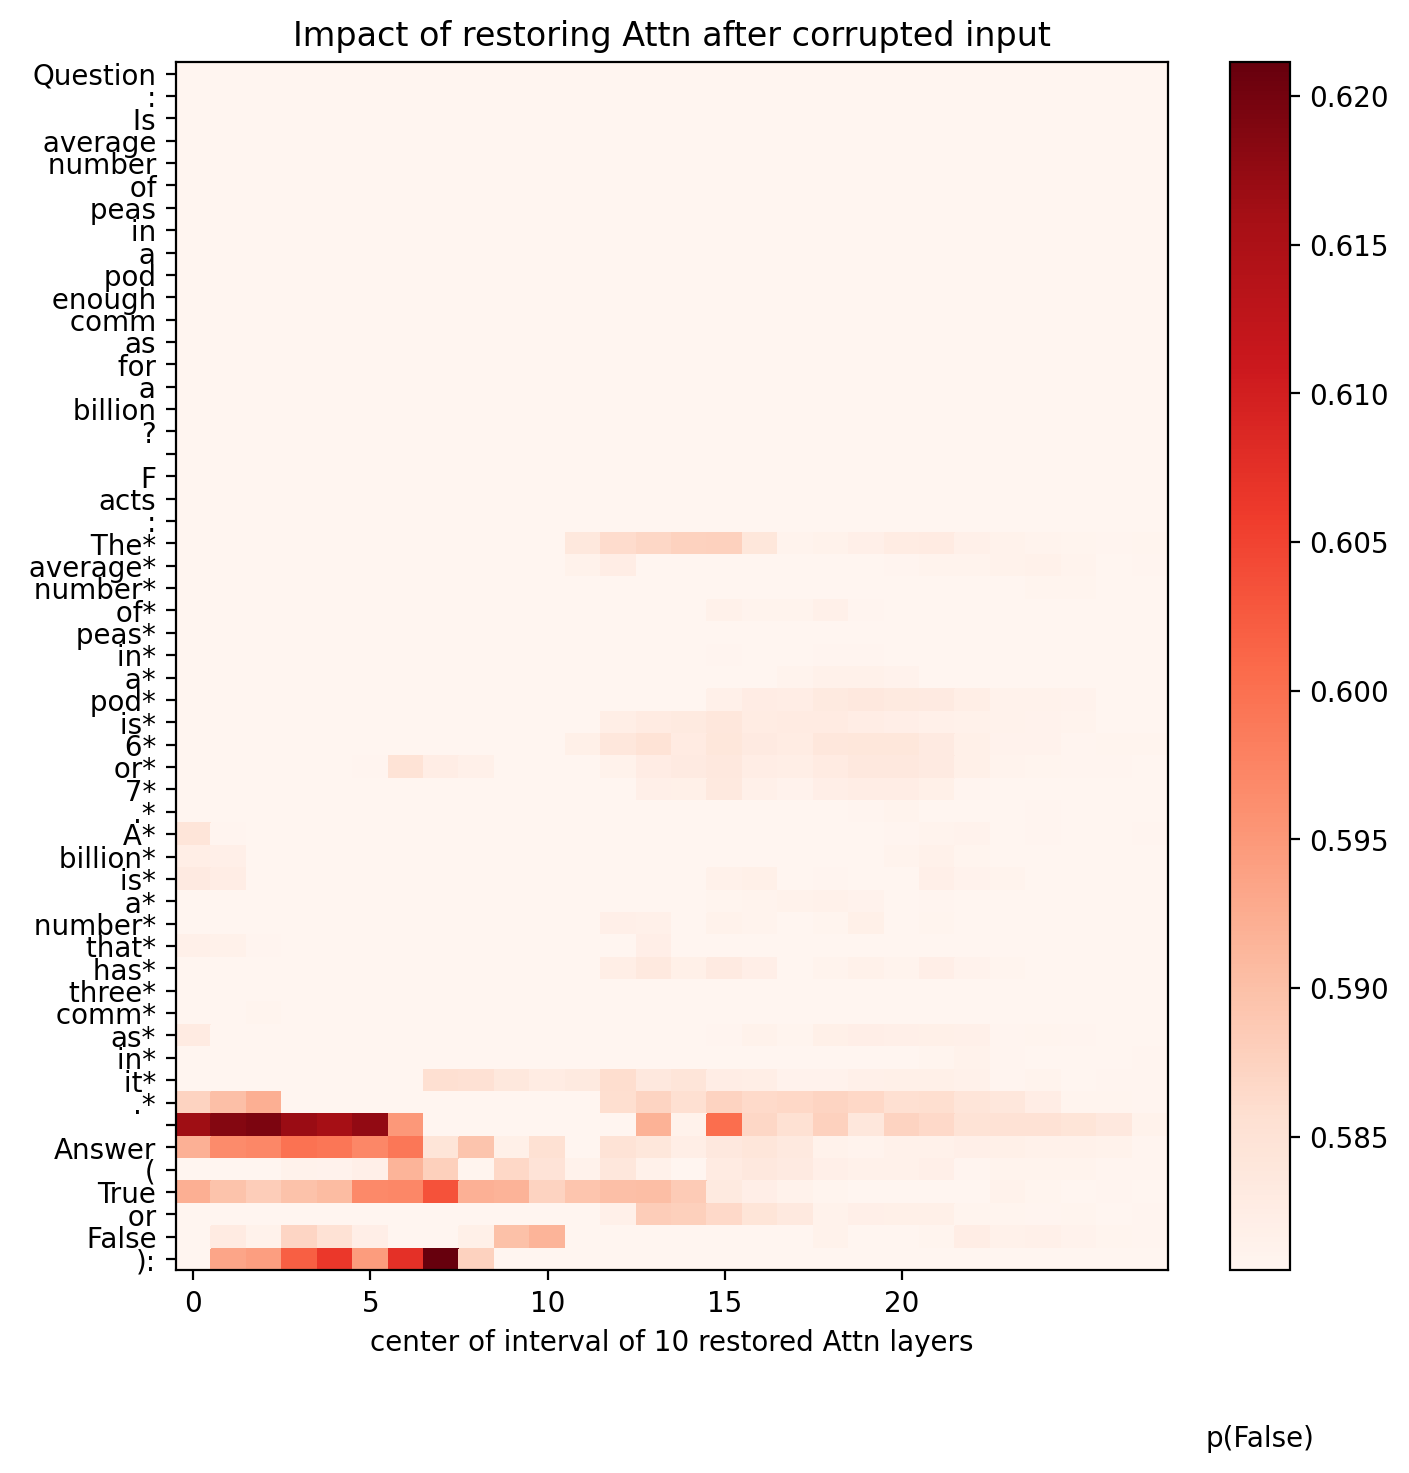 Impact of restoring Attn after corrupted input
Question
:
Is
average
number
of
peas
in
a
pod
enough
comm
as
for
a
billion
?
F
acts
:
The*
average*
number*
of*
peas*
in*
a*
pod*
is*
6*
or*
7*
.*
A*
billion*
is*
a*
number*
that*
has*
three*
comm*
as*
in*
it*
.*
Answer
(
True
or
False
):
0 5 10 15 20
center of interval of 10 restored Attn layers
0.620
0.615
0.610
0.605
0.600
0.595
0.590
0.585
p(False)